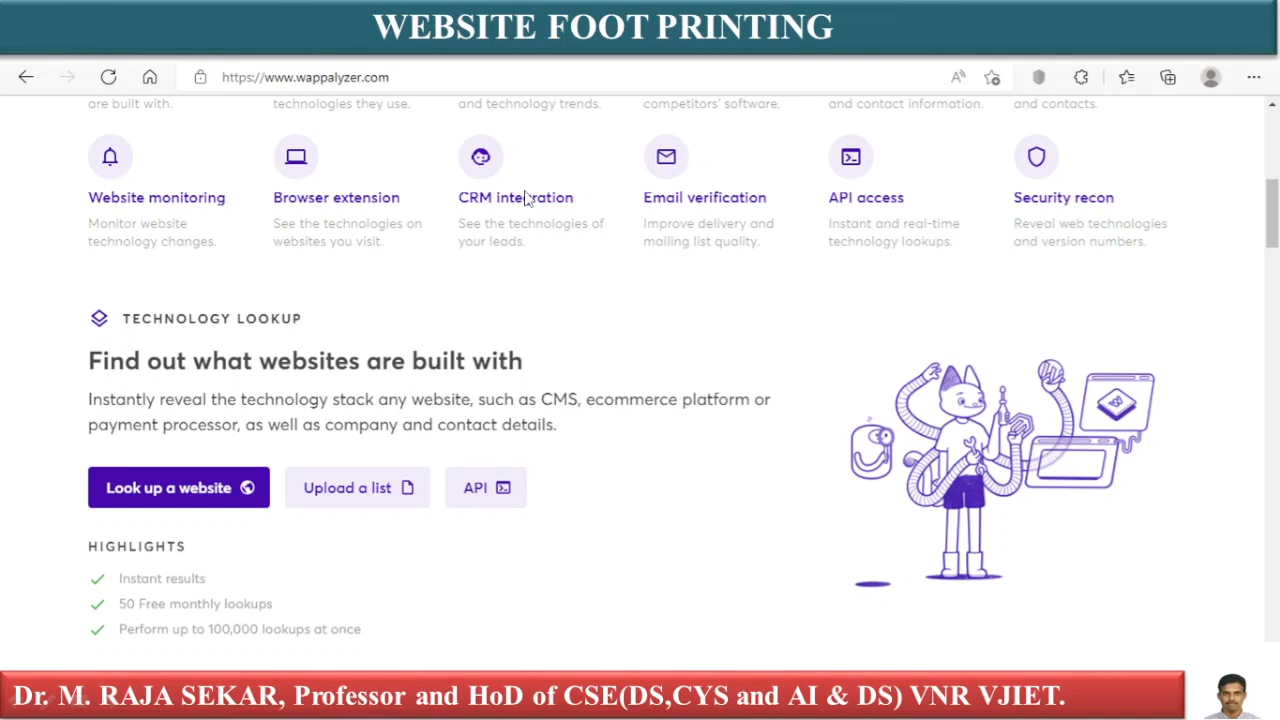 WEBSITE FOOT PRINTING
https://www.wappalyzer.com
are built with. technologies they use. and technology trends. competitors' software. and contact information. and contacts.
Website monitoring Browser extension CRM integration Email verification API access Security recon
Monitor website See the technologies on See the technologies of Improve delivery and Instant and real-time Reveal web technologies
technology changes. websites you visit. your leads. mailing list quality. technology lookups. and version numbers.
TECHNOLOGY LOOKUP
Find out what websites are built with
Instantly reveal the technology stack any website, such as CMS, ecommerce platform or
payment processor, as well as company and contact details.
Look up a website Upload a list API
HIGHLIGHTS
Instant results
50 Free monthly lookups
Perform up to 100,000 lookups at once
Dr. M. RAJA SEKAR, Professor and HoD of CSE(DS,CYS and AI & DS) VNR VJIET.